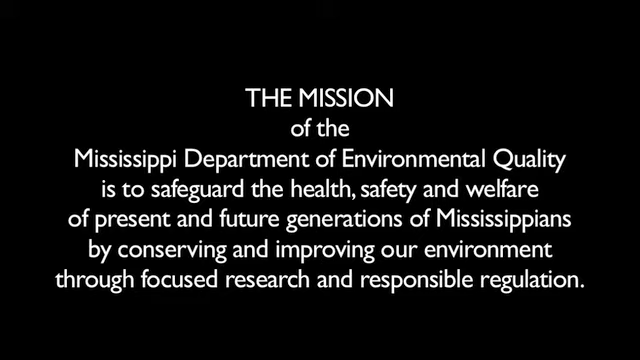 THE MISSION
of the
Mississippi Department of Environmental Quality
is to safeguard the health, safety and welfare
of present and future generations of Mississippians
by conserving and improving our environment
through focused research and responsible regulation.